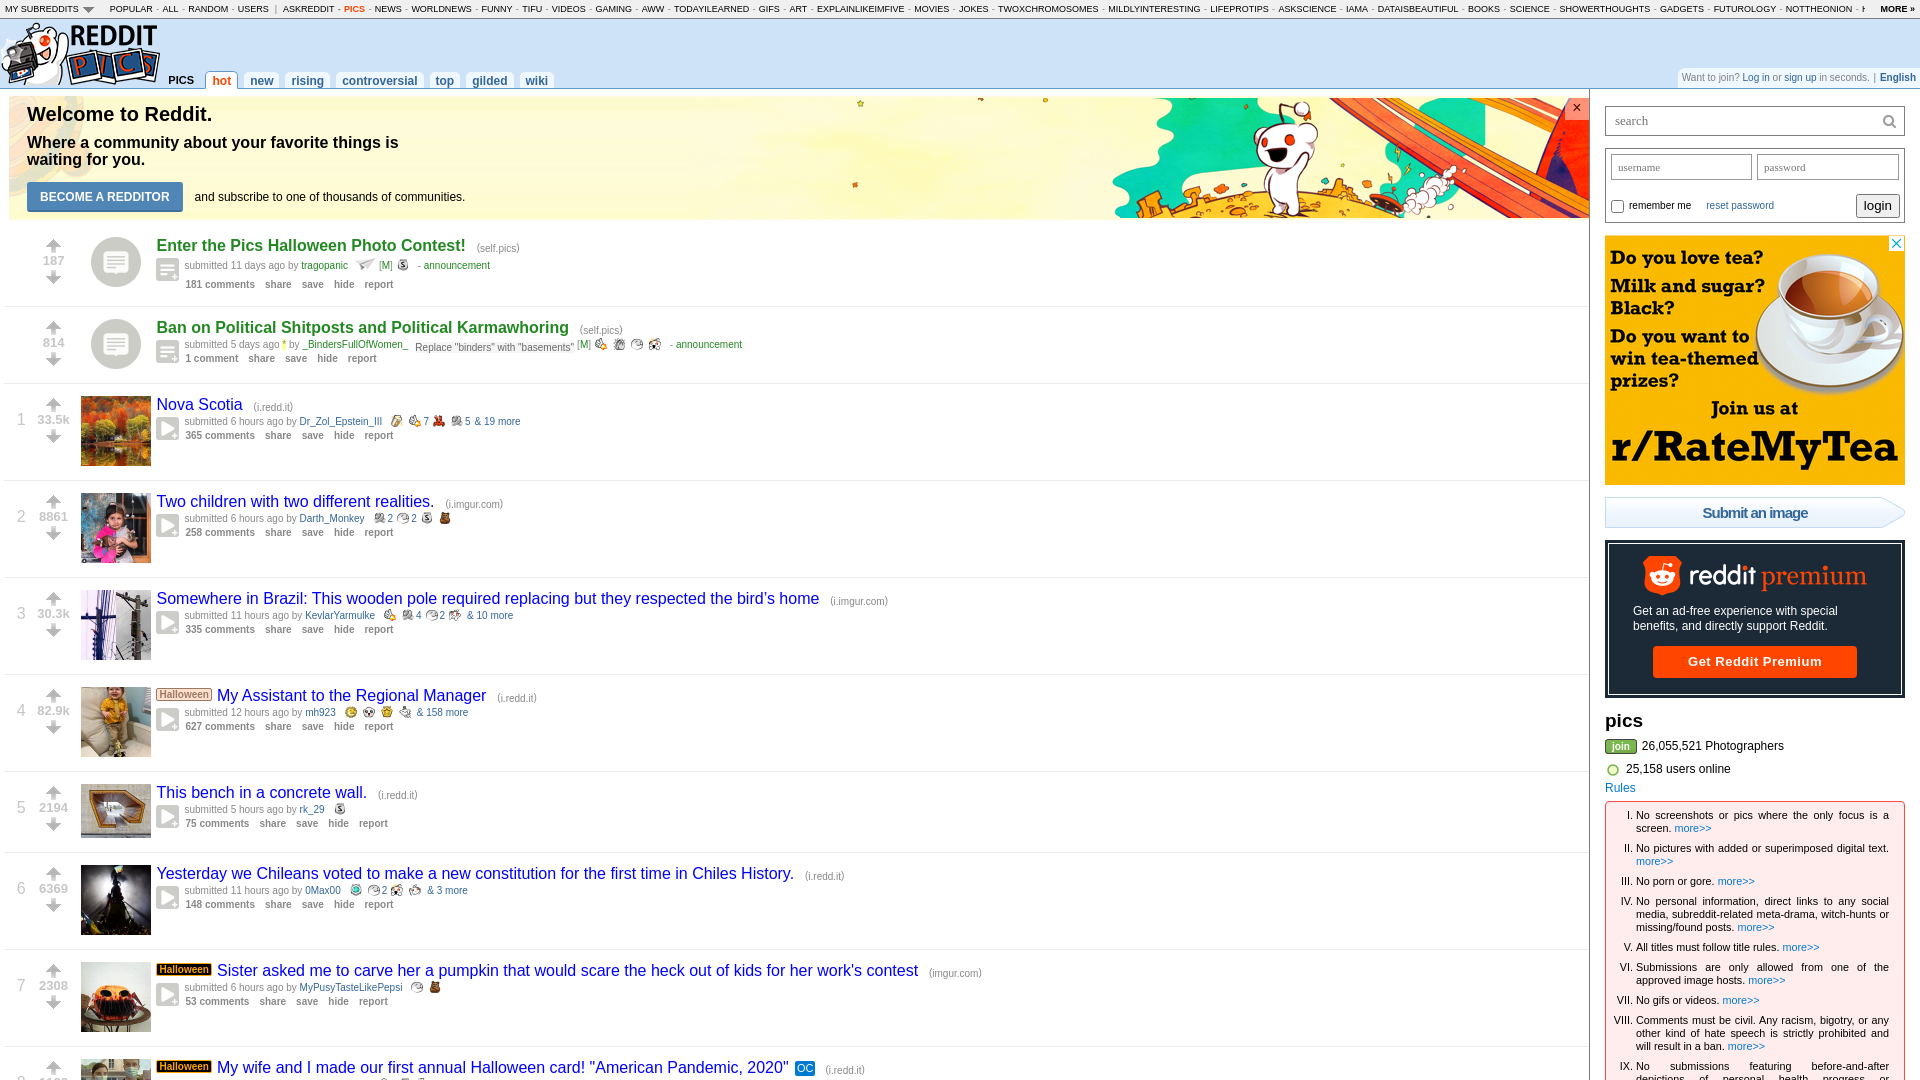 MY SUBREDDITS POPULAR - ALL - RANDOM - USERS | ASKREDDIT - PICS - NEWS - WORLDNEWS - FUNNY - TIFU - VIDEOS - GAMING - AWW - TODAYILEARNED - GIFS - ART - EXPLAINLIKEIMFIVE - MOVIES - JOKES - TWOXCHROMOSOMES - MILDLYINTERESTING - LIFEPROTIPS - ASKSCIENCE - IAMA - DATAISBEAUTIFUL - BOOKS - SCIENCE - SHOWERTHOUGHTS - GADGETS - FUTUROLOGY - NOTTHEONION - MORE »
REDDIT
PICS
PICS hot new rising controversial top gilded wiki
Want to join? Log in or sign up in seconds. | English
Welcome to Reddit.
Where a community about your favorite things is
waiting for you.
BECOME A REDDITOR and subscribe to one of thousands of communities.
×
187
Enter the Pics Halloween Photo Contest! (self.pics)
submitted 11 days ago by tragopanic [M] - announcement
181 comments share save hide report
814
Ban on Political Shitposts and Political Karmawhoring (self.pics)
submitted 5 days ago * by _BindersFullOfWomen_ Replace "binders" with "basements" [M] - announcement
1 comment share save hide report
1 33.5k
Nova Scotia (i.redd.it)
submitted 6 hours ago by Dr_Zol_Epstein_III 7 5 & 19 more
365 comments share save hide report
2 8861
Two children with two different realities. (i.imgur.com)
submitted 6 hours ago by Darth_Monkey 2 2
258 comments share save hide report
3 30.3k
Somewhere in Brazil: This wooden pole required replacing but they respected the bird’s home (i.imgur.com)
submitted 11 hours ago by KevlarYarmulke 4 2 & 10 more
335 comments share save hide report
4 82.9k
Halloween My Assistant to the Regional Manager (i.redd.it)
submitted 12 hours ago by mh923 & 158 more
627 comments share save hide report
5 2194
This bench in a concrete wall. (i.redd.it)
submitted 5 hours ago by rk_29
75 comments share save hide report
6 6369
Yesterday we Chileans voted to make a new constitution for the first time in Chiles History. (i.redd.it)
submitted 11 hours ago by 0Max00 2 & 3 more
148 comments share save hide report
7 2308
Halloween Sister asked me to carve her a pumpkin that would scare the heck out of kids for her work's contest (imgur.com)
submitted 6 hours ago by MyPusyTasteLikePepsi
53 comments share save hide report
Halloween My wife and I made our first annual Halloween card! "American Pandemic, 2020" OC (i.redd.it)
search
username password
remember me reset password login
Do you love tea?
Milk and sugar?
Black?
Do you want to
win tea-themed
prizes?
Join us at
r/RateMyTea
Submit an image
reddit premium
Get an ad-free experience with special
benefits, and directly support Reddit.
Get Reddit Premium
pics
join 26,055,521 Photographers
25,158 users online
Rules
I. No screenshots or pics where the only focus is a
screen. more>>
II. No pictures with added or superimposed digital text.
more>>
III. No porn or gore. more>>
IV. No personal information, direct links to any social
media, subreddit-related meta-drama, witch-hunts or
missing/found posts. more>>
V. All titles must follow title rules. more>>
VI. Submissions are only allowed from one of the
approved image hosts. more>>
VII. No gifs or videos. more>>
VIII. Comments must be civil. Any racism, bigotry, or any
other kind of hate speech is strictly prohibited and
will result in a ban. more>>
IX. No submissions featuring before-and-after
depictions of personal health progress or